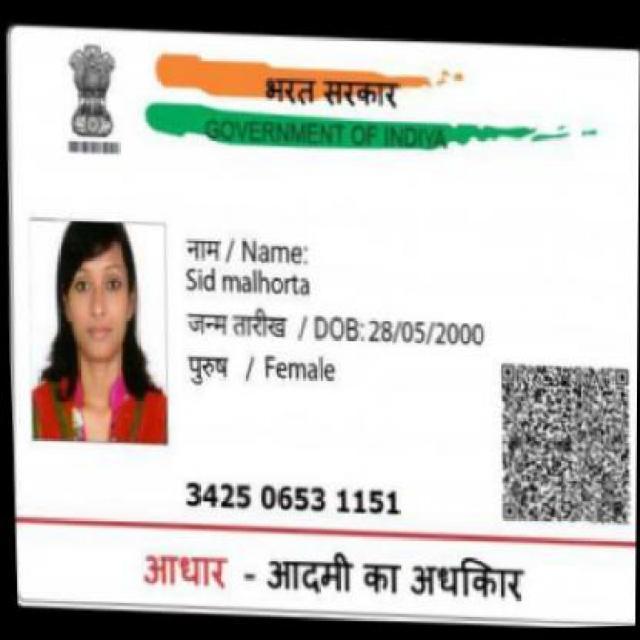 भरत सरकार
GOVERNMENT OF INDIYA
नाम / Name:
Sid malhorta
जन्म तारीख / DOB:28/05/2000
पुरुष / Female
3425 0653 1151
आधार - आदमी का अधकिार